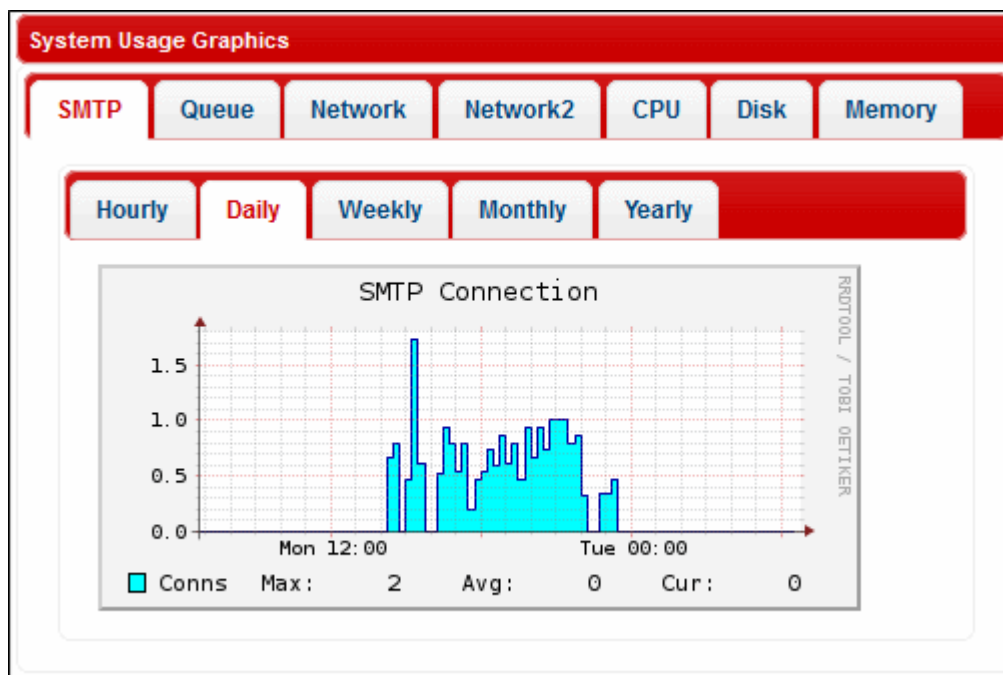 System Usage Graphics
SMTP Queue Network Network2 CPU Disk Memory
Hourly Daily Weekly Monthly Yearly
SMTP Connection
RRDTOOL / TOBI OETIKER
1.5
1.0
0.5
0.0
Mon 12:00 Tue 00:00
Conns Max: 2 Avg: 0 Cur: 0